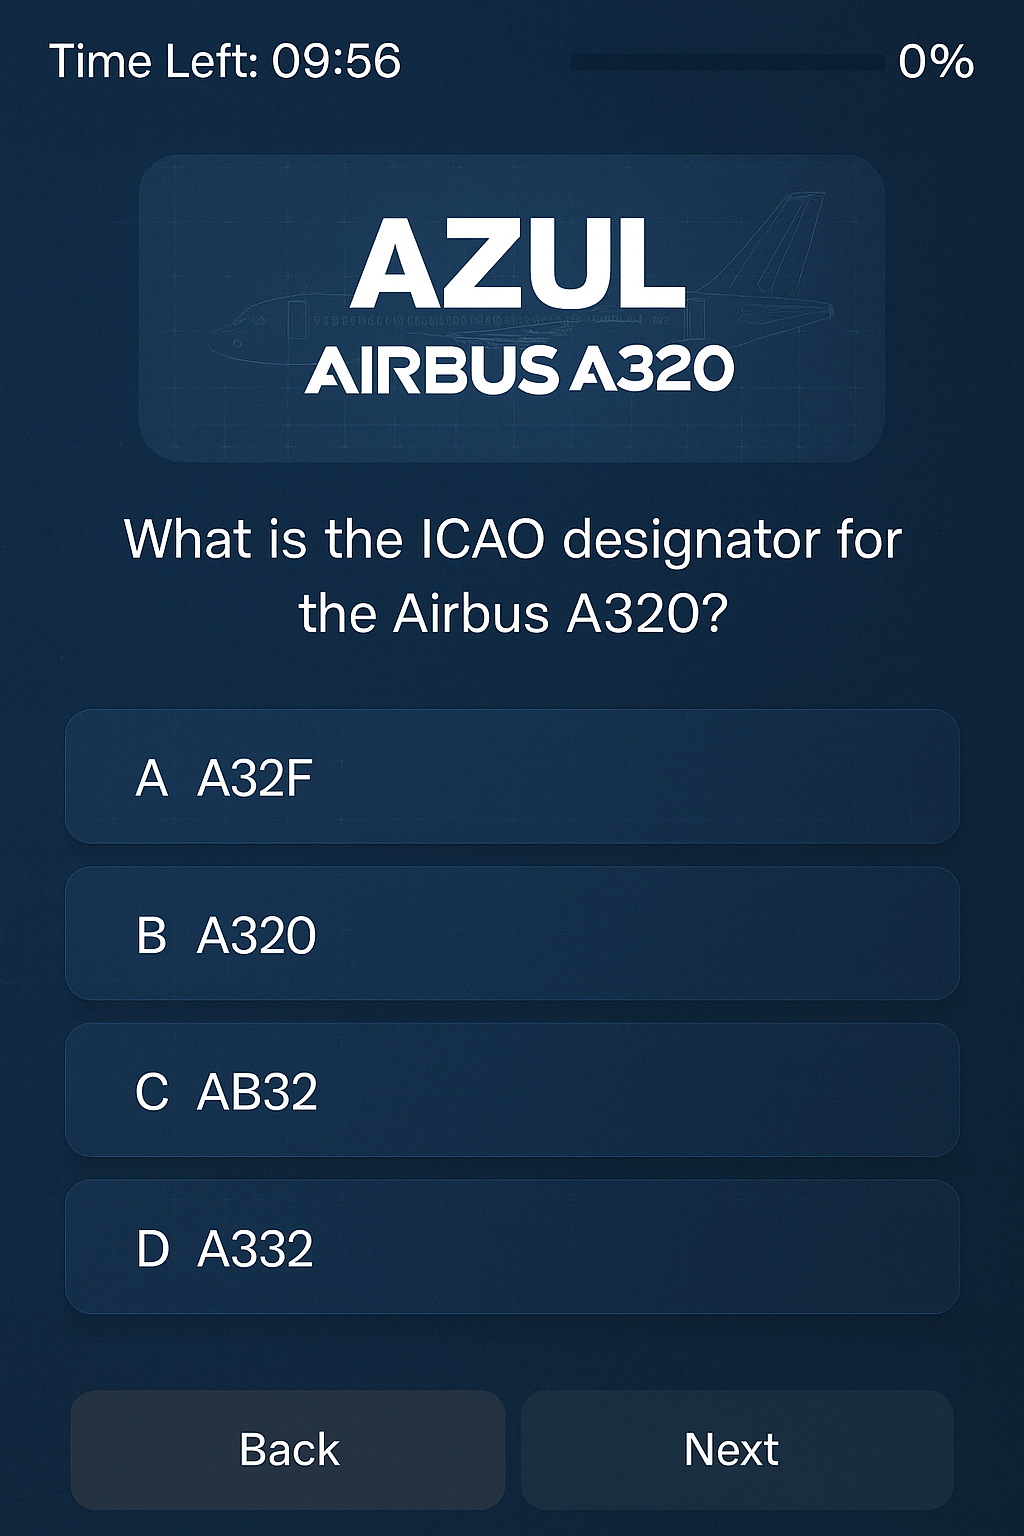 Time Left: 09:56
0%
AZUL
AIRBUS A320
What is the ICAO designator for
the Airbus A320?
A A32F
B A320
C AB32
D A332
Back
Next